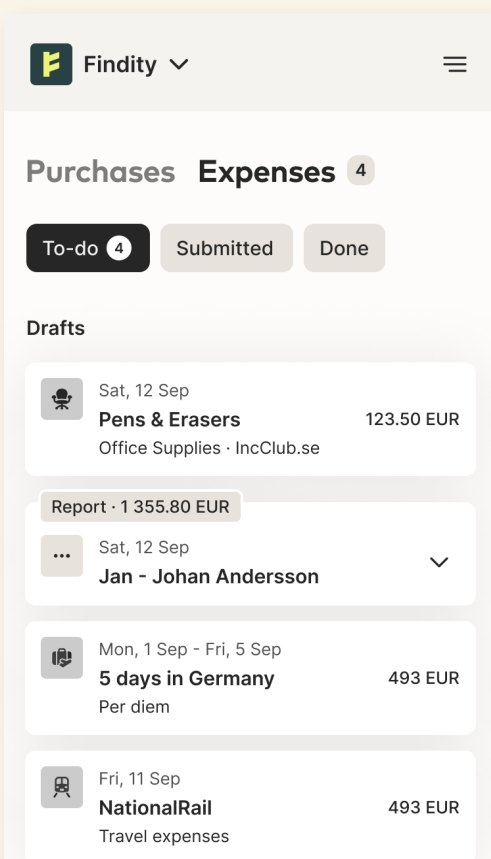 Findity
Purchases Expenses 4
To-do 4 Submitted Done
Drafts
Sat, 12 Sep
Pens & Erasers 123.50 EUR
Office Supplies · IncClub.se
Report · 1 355.80 EUR
Sat, 12 Sep
Jan - Johan Andersson
Mon, 1 Sep - Fri, 5 Sep
5 days in Germany 493 EUR
Per diem
Fri, 11 Sep
NationalRail 493 EUR
Travel expenses